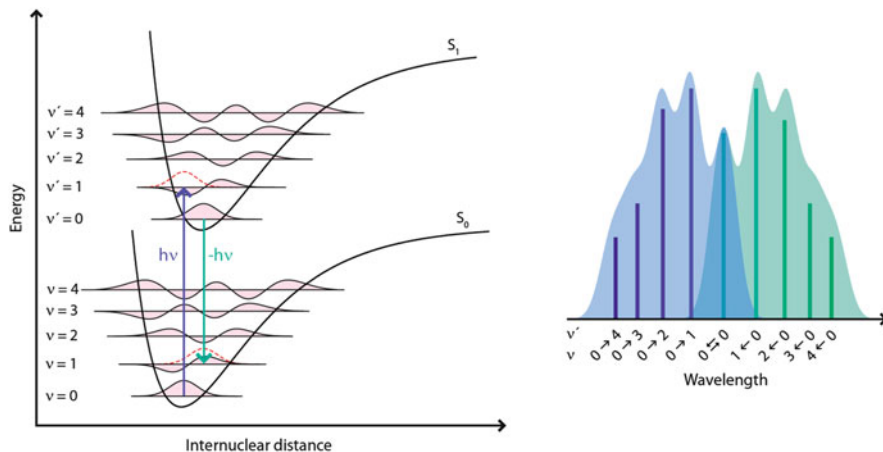 Energy
S₁
ν´ = 4
ν´ = 3
ν´ = 2
ν´ = 1
ν´ = 0
hν
-hν
S₀
ν = 4
ν = 3
ν = 2
ν = 1
ν = 0
Internuclear distance
ν´
ν
0→4
0→3
0→2
0→1
0⇆0
1←0
2←0
3←0
4←0
Wavelength